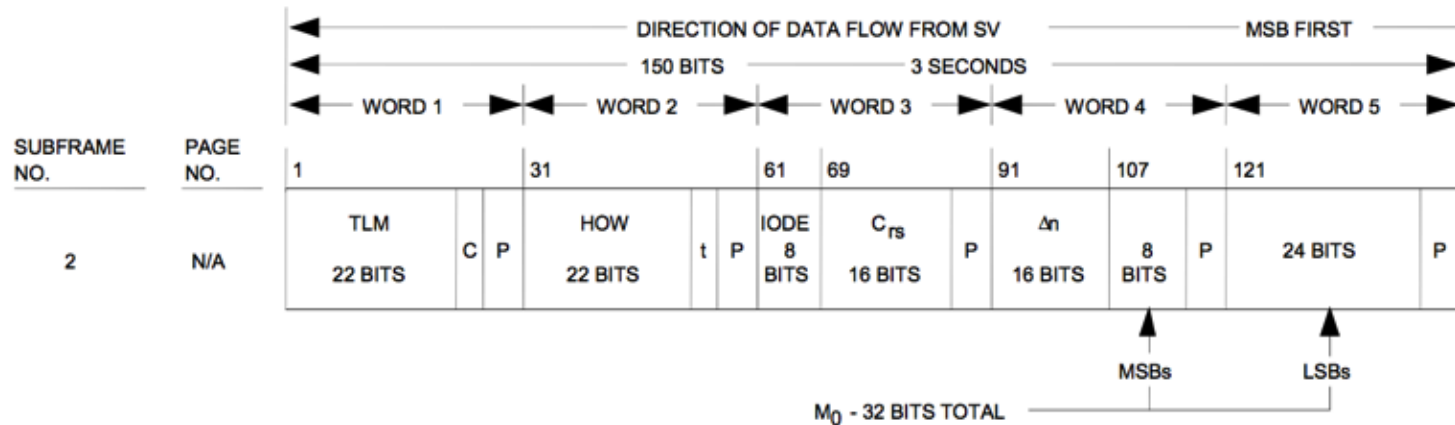 DIRECTION OF DATA FLOW FROM SV MSB FIRST
150 BITS 3 SECONDS
WORD 1 WORD 2 WORD 3 WORD 4 WORD 5
SUBFRAME PAGE
NO. NO. 1 31 61 69 91 107 121
TLM HOW IODE Crs Δn
2 N/A C P t P 8 P 8 P 24 BITS P
22 BITS 22 BITS BITS 16 BITS 16 BITS BITS
MSBs LSBs
M0 - 32 BITS TOTAL